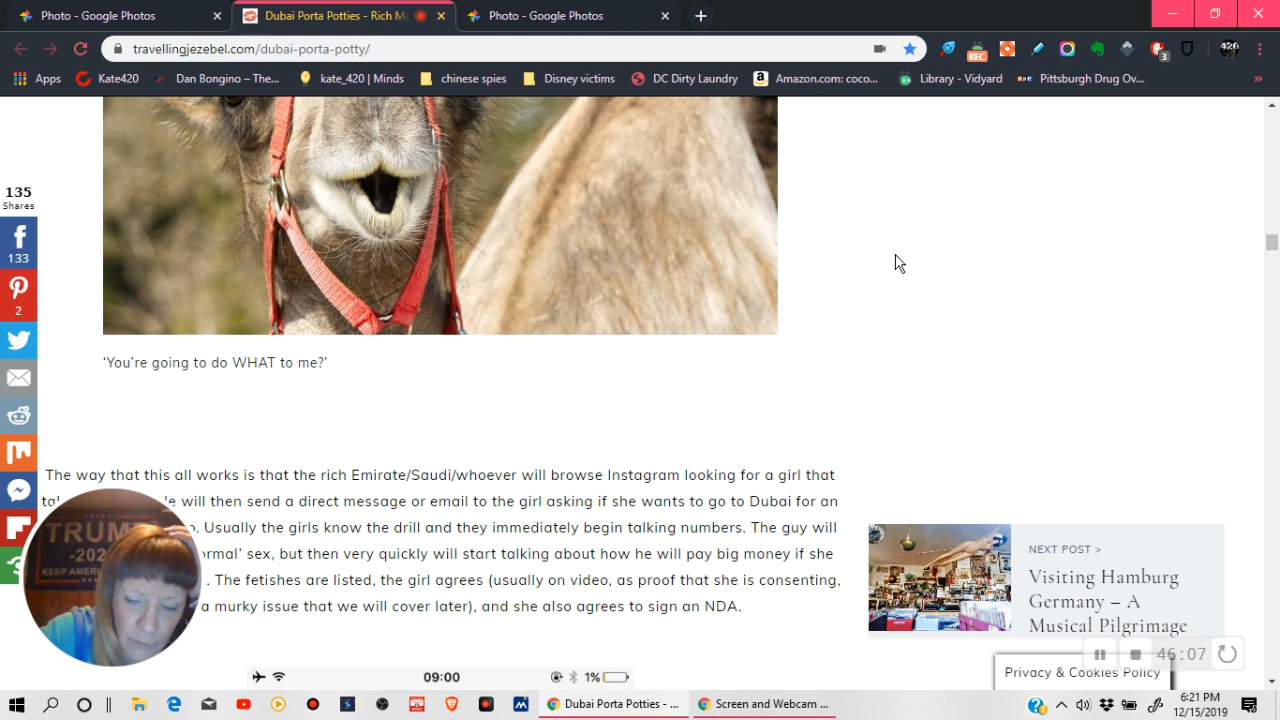 Photo - Google Photos
Dubai Porta Potties - Rich M
Photo - Google Photos
travellingjezebel.com/dubai-porta-potty/
REC
3
420
Apps
Kate420
Dan Bongino – The...
kate_420 | Minds
chinese spies
Disney victims
DC Dirty Laundry
Amazon.com: coco...
Library - Vidyard
Pittsburgh Drug Ov...
135
Shares
133
2
'You're going to do WHAT to me?'
The way that this all works is that the rich Emirate/Saudi/whoever will browse Instagram looking for a girl that
will then send a direct message or email to the girl asking if she wants to go to Dubai for an
. Usually the girls know the drill and they immediately begin talking numbers. The guy will
sex, but then very quickly will start talking about how he will pay big money if she
. The fetishes are listed, the girl agrees (usually on video, as proof that she is consenting,
a murky issue that we will cover later), and she also agrees to sign an NDA.
TRUM
-202
KEEP AMER
NEXT POST >
Visiting Hamburg
Germany – A
Musical Pilgrimage
46:07
Privacy & Cookies Policy
09:00
1%
Dubai Porta Potties - ...
Screen and Webcam ...
6:21 PM
12/15/2019